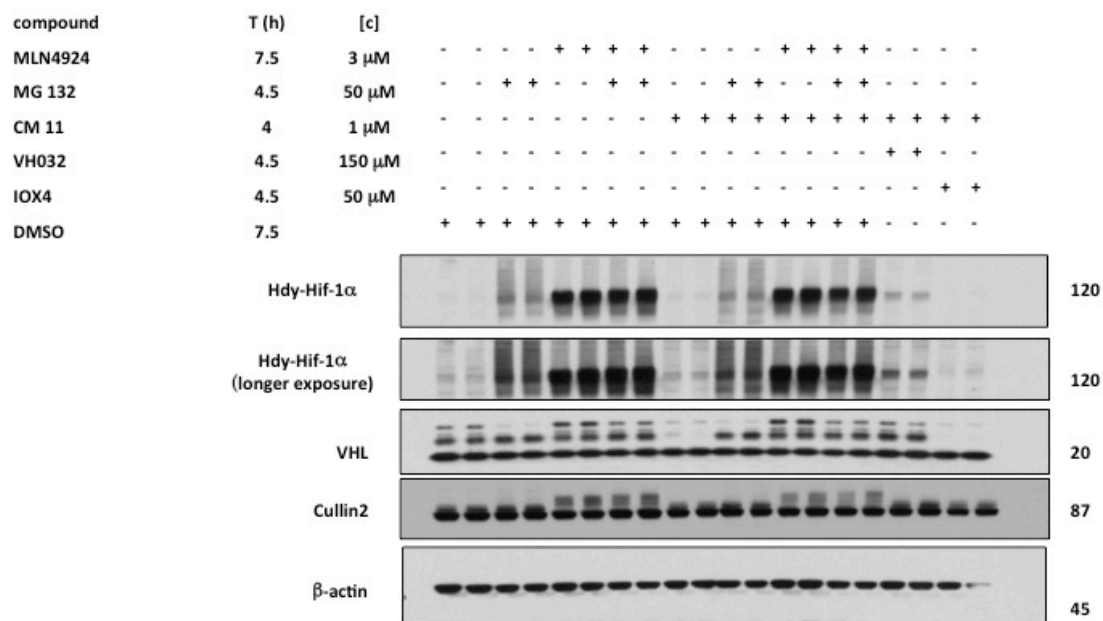 compound T (h) [c]
MLN4924 7.5 3 μM - - - - + + + + - - - - + + + + - - - -
MG 132 4.5 50 μM - - + + - - + + - - + + - - + + - - - -
CM 11 4 1 μM - - - - - - - - + + + + + + + + + + + +
VH032 4.5 150 μM - - - - - - - - - - - - - - - - + + - -
IOX4 4.5 50 μM - - - - - - - - - - - - - - - - - - + +
DMSO 7.5 + + + + + + + + + + + + + + + + - - - -
Hdy-Hif-1α 120
Hdy-Hif-1α
(longer exposure) 120
VHL 20
Cullin2 87
β-actin
45